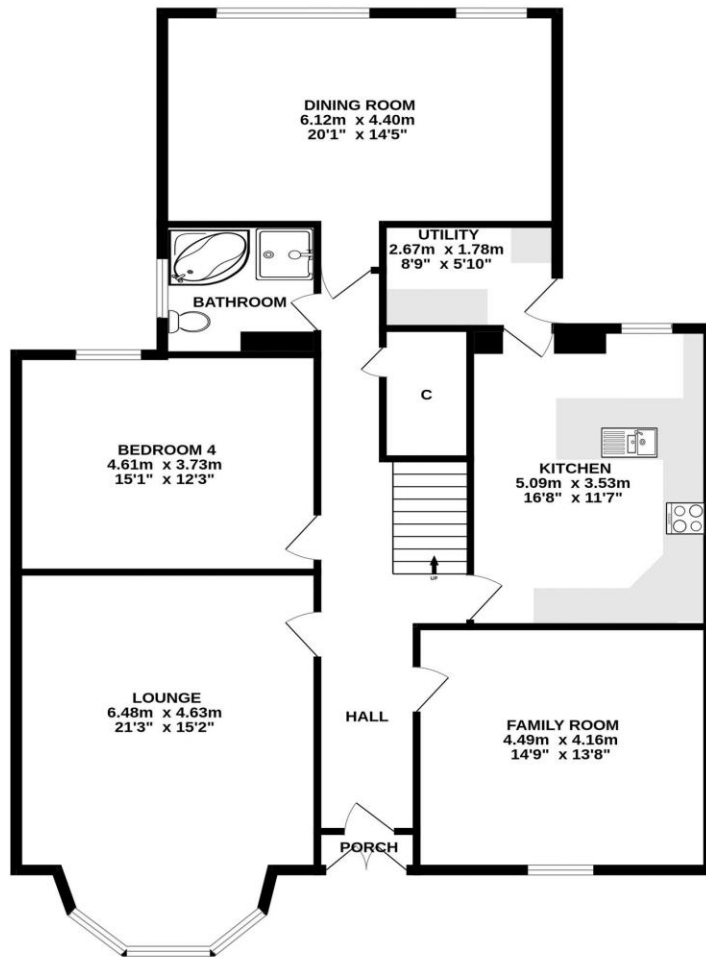 DINING ROOM
6.12m x 4.40m
20'1" x 14'5"
UTILITY
2.67m x 1.78m
8'9" x 5'10"
BATHROOM
C
BEDROOM 4
4.61m x 3.73m
15'1" x 12'3"
KITCHEN
5.09m x 3.53m
16'8" x 11'7"
UP
LOUNGE
6.48m x 4.63m
21'3" x 15'2"
HALL
FAMILY ROOM
4.49m x 4.16m
14'9" x 13'8"
PORCH